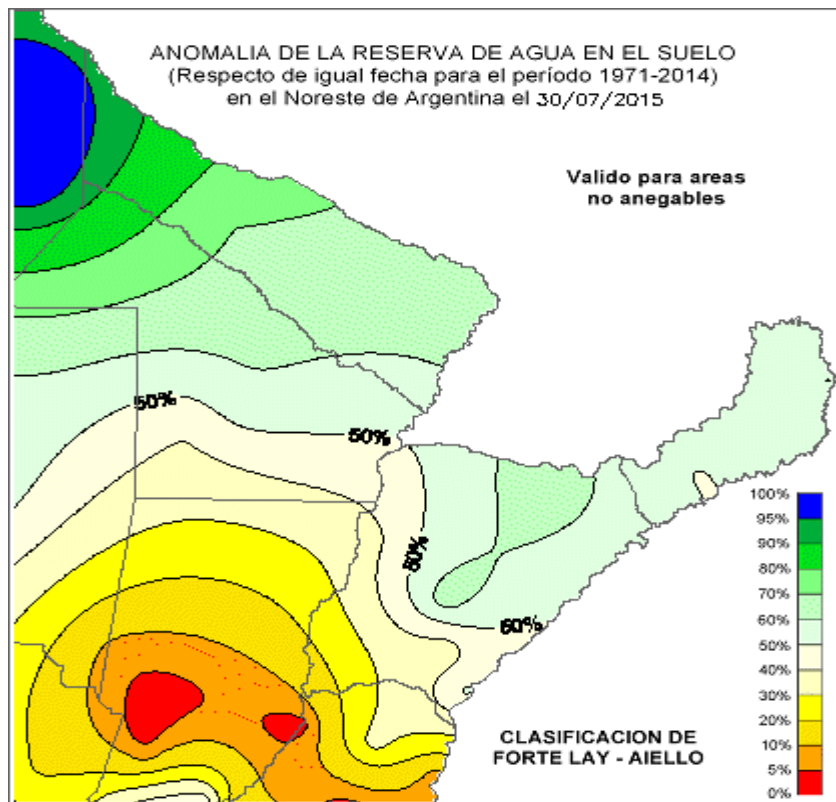 ANOMALIA DE LA RESERVA DE AGUA EN EL SUELO
(Respecto de igual fecha para el período 1971-2014)
en el Noreste de Argentina el 30/07/2015
Valido para areas
no anegables
50%
50%
50%
50%
100%
95%
90%
80%
70%
60%
50%
40%
30%
20%
10%
5%
0%
CLASIFICACION DE
FORTE LAY - AIELLO